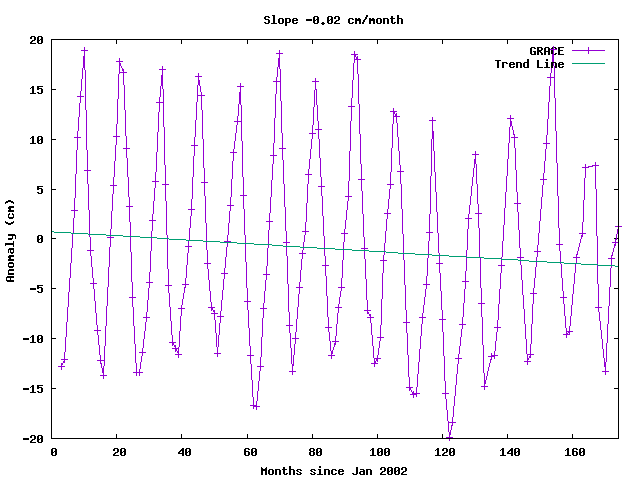 Slope -0.02 cm/month
GRACE
Trend Line
20
15
10
5
0
-5
-10
-15
-20
Anomaly (cm)
0 20 40 60 80 100 120 140 160
Months since Jan 2002